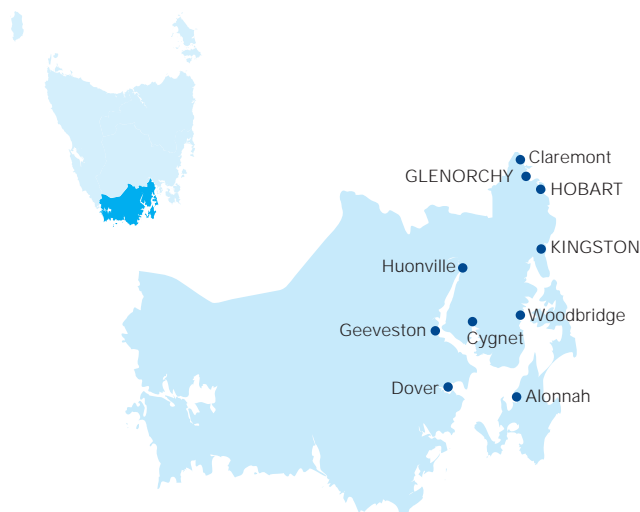 Claremont
GLENORCHY
HOBART
KINGSTON
Huonville
Woodbridge
Geeveston
Cygnet
Dover
Alonnah